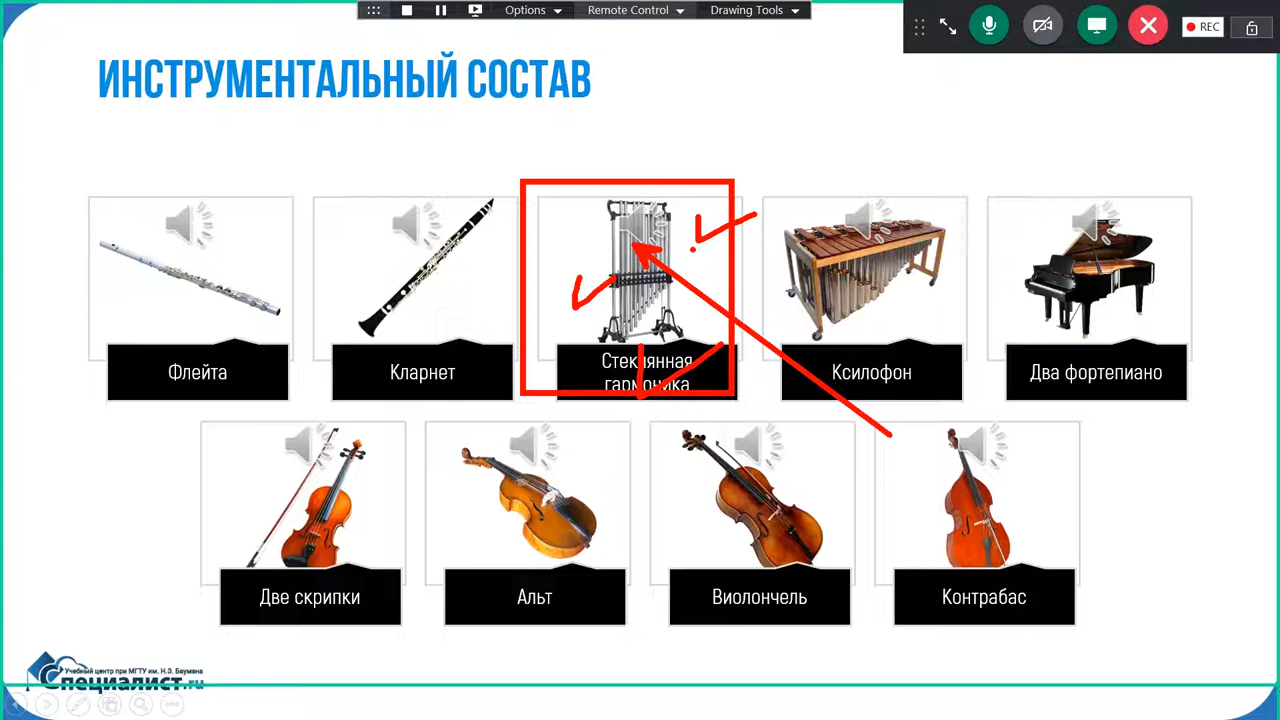 Options
Remote Control
Drawing Tools
REC
ИНСТРУМЕНТАЛЬНЫЙ СОСТАВ
Флейта
Кларнет
Стеклянная
гармоника
Ксилофон
Два фортепиано
Две скрипки
Альт
Виолончель
Контрабас
Учебный центр при МГТУ им. Н.Э. Баумана
Специалист.ru